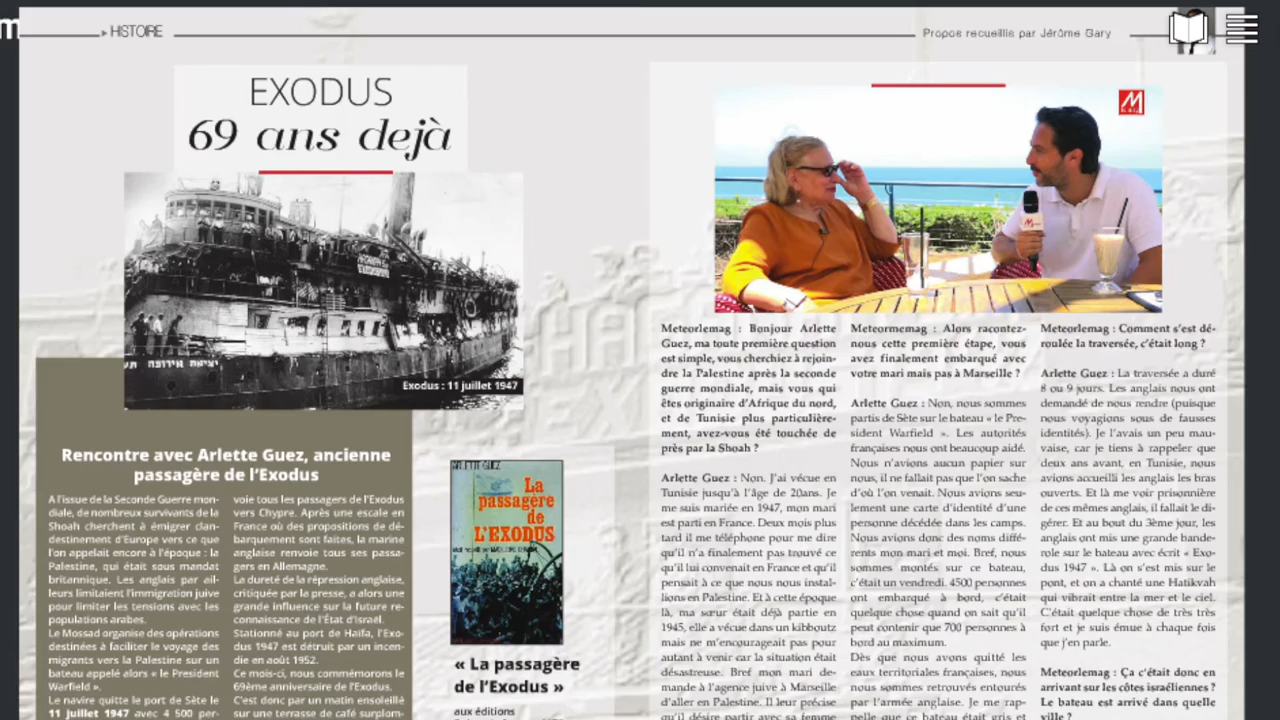 HISTOIRE
Propos recueillis par Jérôme Gary
EXODUS
69 ans dejà
יציאת אירופה תש
Exodus : 11 juillet 1947
Rencontre avec Arlette Guez, ancienne
passagère de l'Exodus
A l'issue de la Seconde Guerre mon-
diale, de nombreux survivants de la
Shoah cherchent à émigrer clan-
destinement d'Europe vers ce que
l'on appelait encore à l'époque : la
Palestine, qui était sous mandat
britannique. Les anglais par ail-
leurs limitaient l'immigration juive
pour limiter les tensions avec les
populations arabes.
Le Mossad organise des opérations
destinées à faciliter le voyage des
migrants vers la Palestine sur un
bateau appelé alors « le President
Warfield ».
Le navire quitte le port de Sète le
11 juillet 1947 avec 4 500 per-
voie tous les passagers de l'Exodus
vers Chypre. Après une escale en
France où des propositions de dé-
barquement sont faites, la marine
anglaise renvoie tous ses passa-
gers en Allemagne.
La dureté de la répression anglaise,
critiquée par la presse, a alors une
grande influence sur la future re-
connaissance de l'État d'Israël.
Stationné au port de Haïfa, l'Exo-
dus 1947 est détruit par un incen-
die en août 1952.
Ce mois-ci, nous commémorons le
69ème anniversaire de l'Exodus.
C'est donc par un matin ensoleillé
sur une terrasse de café surplom-
ARLETTE GUEZ
La
passagère
de
L'EXODUS
« La passagère
de l'Exodus »
aux éditions
M
Meteorlemag : Bonjour Arlette
Guez, ma toute première question
est simple, vous cherchiez à rejoin-
dre la Palestine après la seconde
guerre mondiale, mais vous qui
êtes originaire d'Afrique du nord,
et de Tunisie plus particulière-
ment, avez-vous été touchée de
près par la Shoah ?
Arlette Guez : Non. J'ai vécue en
Tunisie jusqu'à l'âge de 20ans. Je
me suis mariée en 1947, mon mari
est parti en France. Deux mois plus
tard il me téléphone pour me dire
qu'il n'a finalement pas trouvé ce
qu'il lui convenait en France et qu'il
pensait à ce que nous nous instal-
lions en Palestine. Et à cette époque
là, ma sœur était déjà partie en
1945, elle a vécue dans un kibboutz
mais ne m'encourageait pas pour
autant à venir car la situation était
désastreuse. Bref mon mari de-
mande à l'agence juive à Marseille
d'aller en Palestine. Il leur précise
qu'il désire partir avec sa femme
Meteormemag : Alors racontez-
nous cette première étape, vous
avez finalement embarqué avec
votre mari mais pas à Marseille ?
Arlette Guez : Non, nous sommes
partis de Sète sur le bateau « le Pre-
sident Warfield ». Les autorités
françaises nous ont beaucoup aidé.
Nous n'avions aucun papier sur
nous, il ne fallait pas que l'on sache
d'où l'on venait. Nous avions seu-
lement une carte d'identité d'une
personne décédée dans les camps.
Nous avions donc des noms diffé-
rents mon mari et moi. Bref, nous
sommes montés sur ce bateau,
c'était un vendredi. 4500 personnes
ont embarqué à bord, c'était
quelque chose quand on sait qu'il
peut contenir que 700 personnes à
bord au maximum.
Dès que nous avons quitté les
eaux territoriales françaises, nous
nous sommes retrouvés entourés
par l'armée anglaise. Je me rap-
pelle que ce bateau était gris et
Meteorlemag : Comment s'est dé-
roulée la traversée, c'était long ?
Arlette Guez : La traversée a duré
8 ou 9 jours. Les anglais nous ont
demandé de nous rendre (puisque
nous voyagions sous de fausses
identités). Je l'avais un peu mau-
vaise, car je tiens à rappeler que
deux ans avant, en Tunisie, nous
avions accueilli les anglais les bras
ouverts. Et là me voir prisonnière
de ces mêmes anglais, il fallait le di-
gérer. Et au bout du 3ème jour, les
anglais ont mis une grande bande-
role sur le bateau avec écrit « Exo-
dus 1947 ». Là on s'est mis sur le
pont, et on a chanté une Hatikvah
qui vibrait entre la mer et le ciel.
C'était quelque chose de très très
fort et je suis émue à chaque fois
que j'en parle.
Meteorlemag : Ça c'était donc en
arrivant sur les côtes israéliennes ?
Le bateau est arrivé dans quelle
ville ?